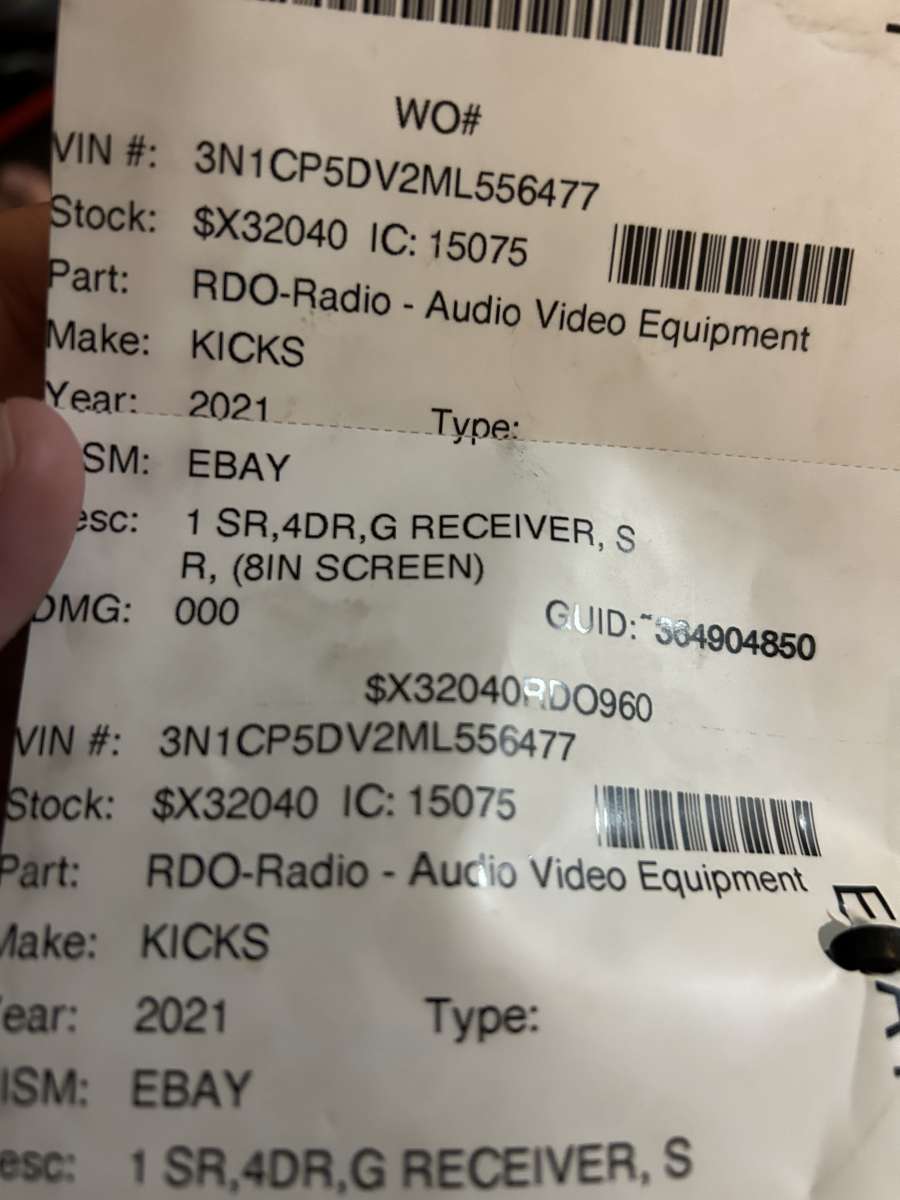 WO#
VIN #: 3N1CP5DV2ML556477
Stock: $X32040 IC: 15075
Part: RDO-Radio - Audio Video Equipment
Make: KICKS
Year: 2021 Type:
SM: EBAY
esc: 1 SR,4DR,G RECEIVER, S
R, (8IN SCREEN)
DMG: 000 GUID:~364904850
$X32040RDO960
VIN #: 3N1CP5DV2ML556477
Stock: $X32040 IC: 15075
Part: RDO-Radio - Audio Video Equipment
Make: KICKS
ear: 2021 Type:
ISM: EBAY
esc: 1 SR,4DR,G RECEIVER, S